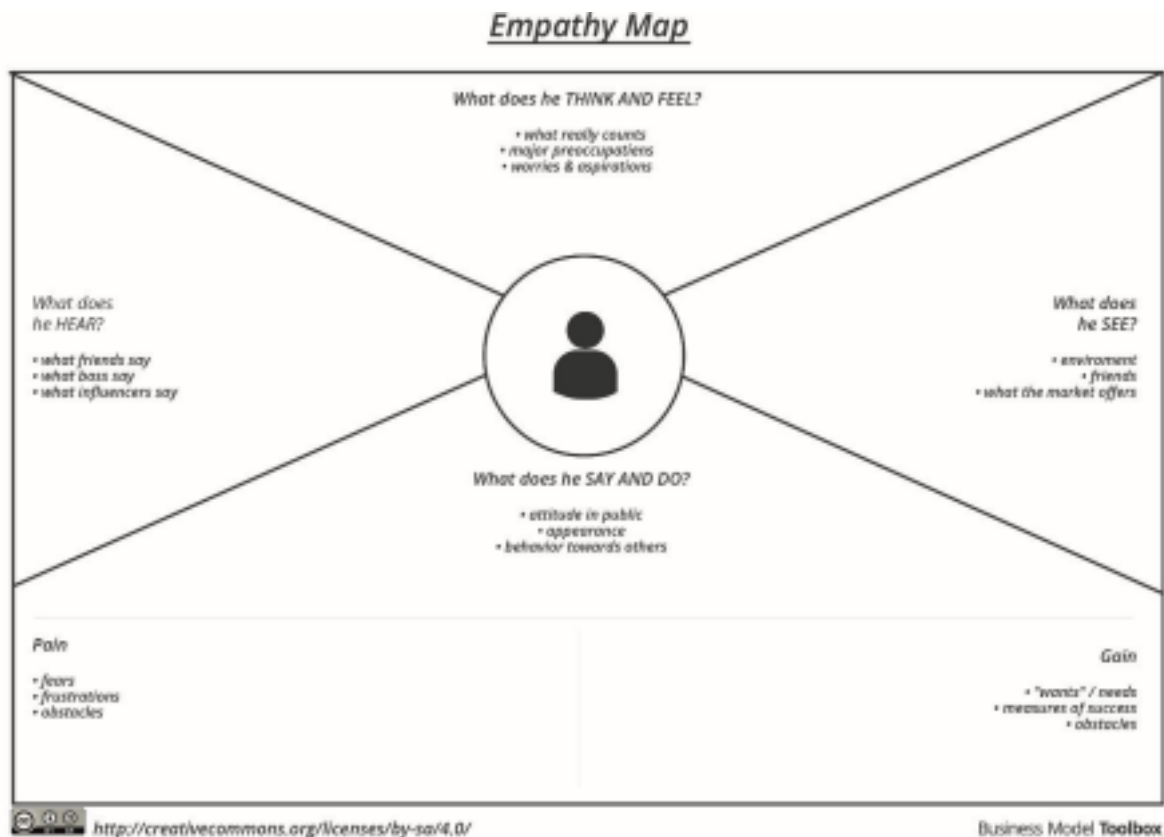 Empathy Map
What does he THINK AND FEEL?
• what really counts
• major preoccupatiens
• worries & aspirations
What does
he HEAR?
• what friends say
• what boss say
• what influencers say
What does
he SEE?
• enviroment
• friends
• what the market offers
What does he SAY AND DO?
• attitude in public
• appearance
• behavior towards others
Pain
• fears
• frustrations
• obstacles
Gain
• "wants" / needs
• measures of success
• obstacles
http://creativecommons.org/licenses/by-sa/4.0/
Business Model Toolbox